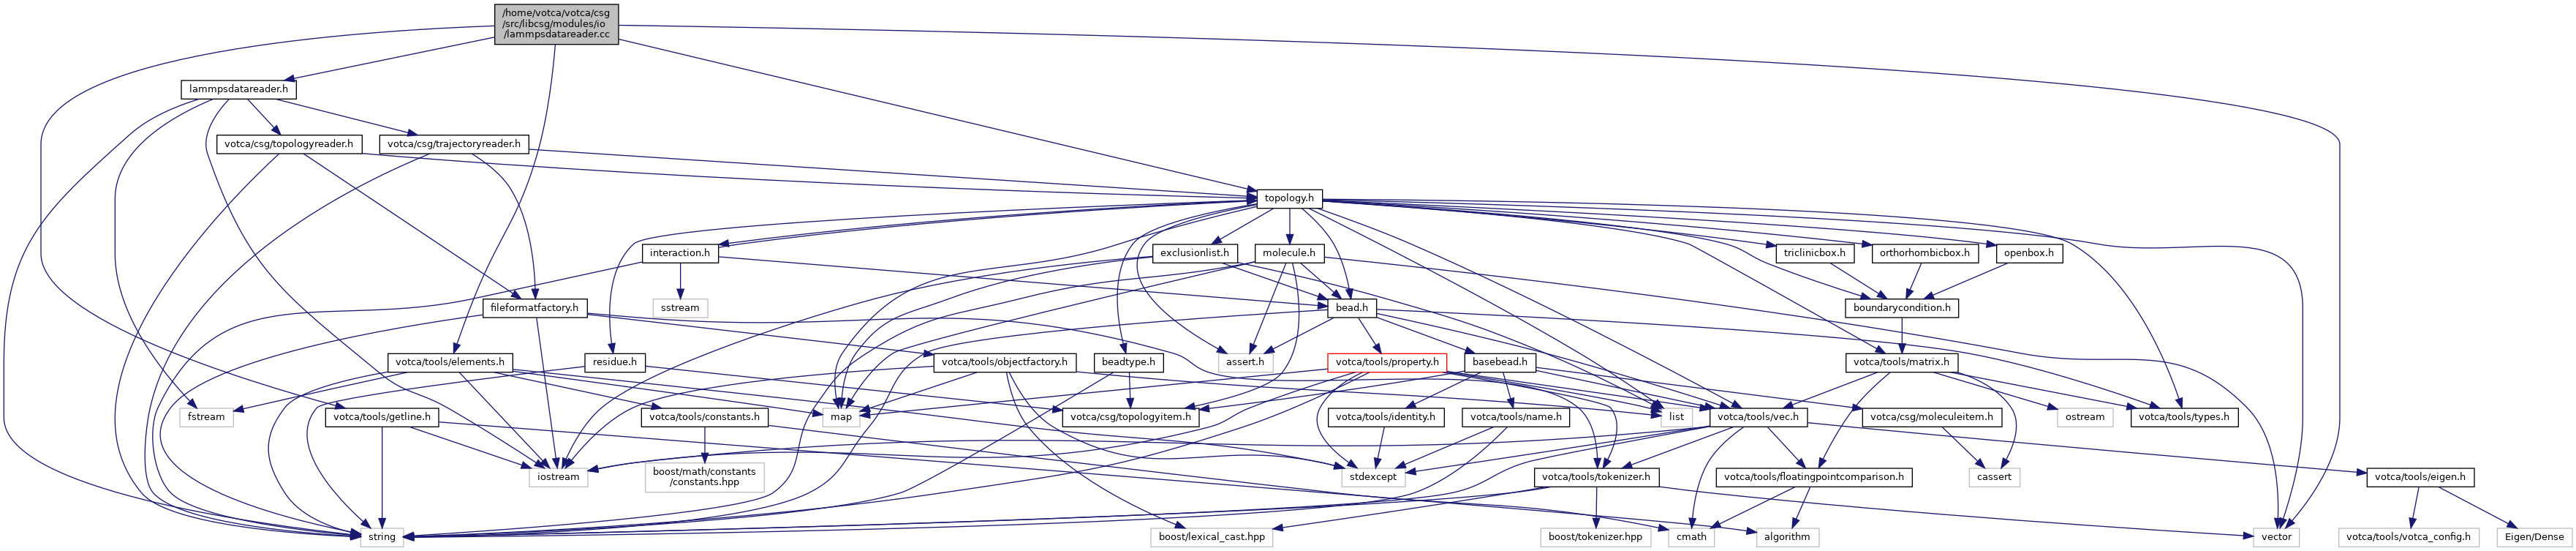 /home/votca/votca/csg
/src/libcsg/modules/io
/lammpsdatareader.cc
lammpsdatareader.h
votca/csg/topologyreader.h
votca/csg/trajectoryreader.h
topology.h
interaction.h
exclusionlist.h
molecule.h
triclinicbox.h
orthorhombicbox.h
openbox.h
fileformatfactory.h
sstream
bead.h
boundarycondition.h
votca/tools/elements.h
residue.h
votca/tools/objectfactory.h
beadtype.h
assert.h
votca/tools/property.h
basebead.h
votca/tools/matrix.h
fstream
votca/tools/getline.h
votca/tools/constants.h
map
votca/csg/topologyitem.h
votca/tools/identity.h
votca/tools/name.h
list
votca/tools/vec.h
votca/csg/moleculeitem.h
ostream
votca/tools/types.h
iostream
boost/math/constants
/constants.hpp
stdexcept
votca/tools/tokenizer.h
votca/tools/floatingpointcomparison.h
cassert
votca/tools/eigen.h
string
boost/lexical_cast.hpp
boost/tokenizer.hpp
cmath
algorithm
vector
votca/tools/votca_config.h
Eigen/Dense